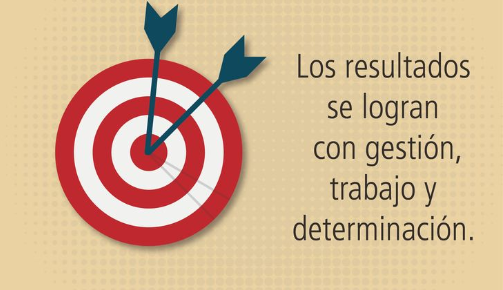 Los resultados
se logran
con gestión,
trabajo y
determinación.